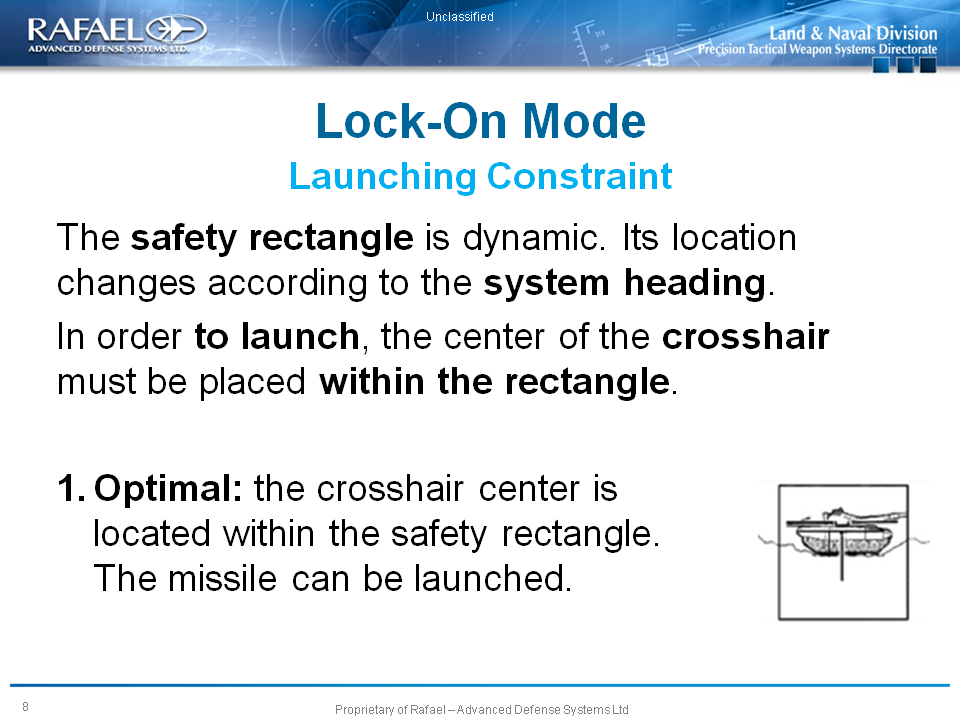 Unclassified
RAFAEL
ADVANCED DEFENSE SYSTEMS LTD.
Land & Naval Division
Precision Tactical Weapon Systems Directorate
Lock-On Mode
Launching Constraint
The safety rectangle is dynamic. Its location
changes according to the system heading.
In order to launch, the center of the crosshair
must be placed within the rectangle.
1. Optimal: the crosshair center is
located within the safety rectangle.
The missile can be launched.
8
Proprietary of Rafael – Advanced Defense Systems Ltd